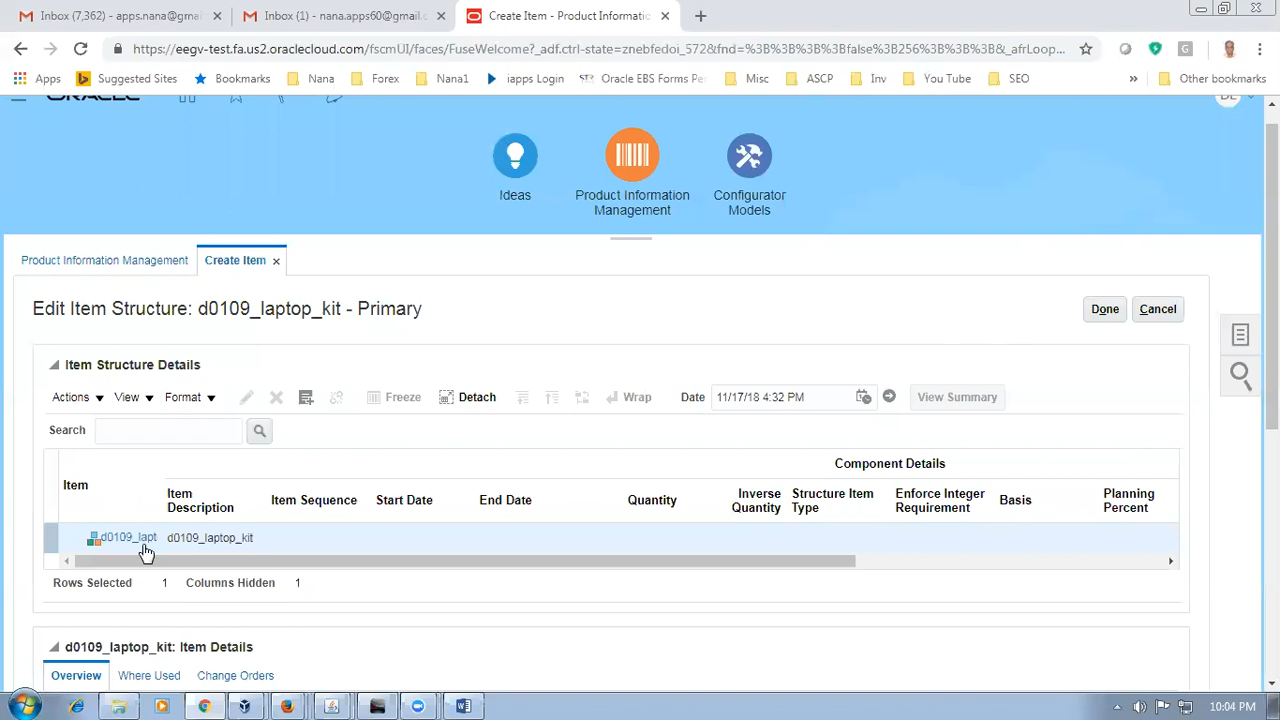 Inbox (7,362) - apps.nana@gmai
Inbox (1) - nana.apps60@gmail.c
Create Item - Product Informatio
https://eegv-test.fa.us2.oraclecloud.com/fscmUI/faces/FuseWelcome?_adf.ctrl-state=znebfedoi_572&fnd=%3B%3B%3B%3Bfalse%3B256%3B%3B%3B&_afrLoop...
Apps
Suggested Sites
Bookmarks
Nana
Forex
Nana1
iapps Login
Oracle EBS Forms Pe
Misc
ASCP
Inv
You Tube
SEO
»
Other bookmarks
ORACLE
Ideas
Product Information
Management
Configurator
Models
Product Information Management
Create Item
Edit Item Structure: d0109_laptop_kit - Primary
Done
Cancel
Item Structure Details
Actions
View
Format
Freeze
Detach
Wrap
Date
11/17/18 4:32 PM
View Summary
Search
Component Details
Item
Item
Description
Item Sequence
Start Date
End Date
Quantity
Inverse
Quantity
Structure Item
Type
Enforce Integer
Requirement
Basis
Planning
Percent
d0109_lapt
d0109_laptop_kit
Rows Selected 1
Columns Hidden 1
d0109_laptop_kit: Item Details
Overview
Where Used
Change Orders
10:04 PM